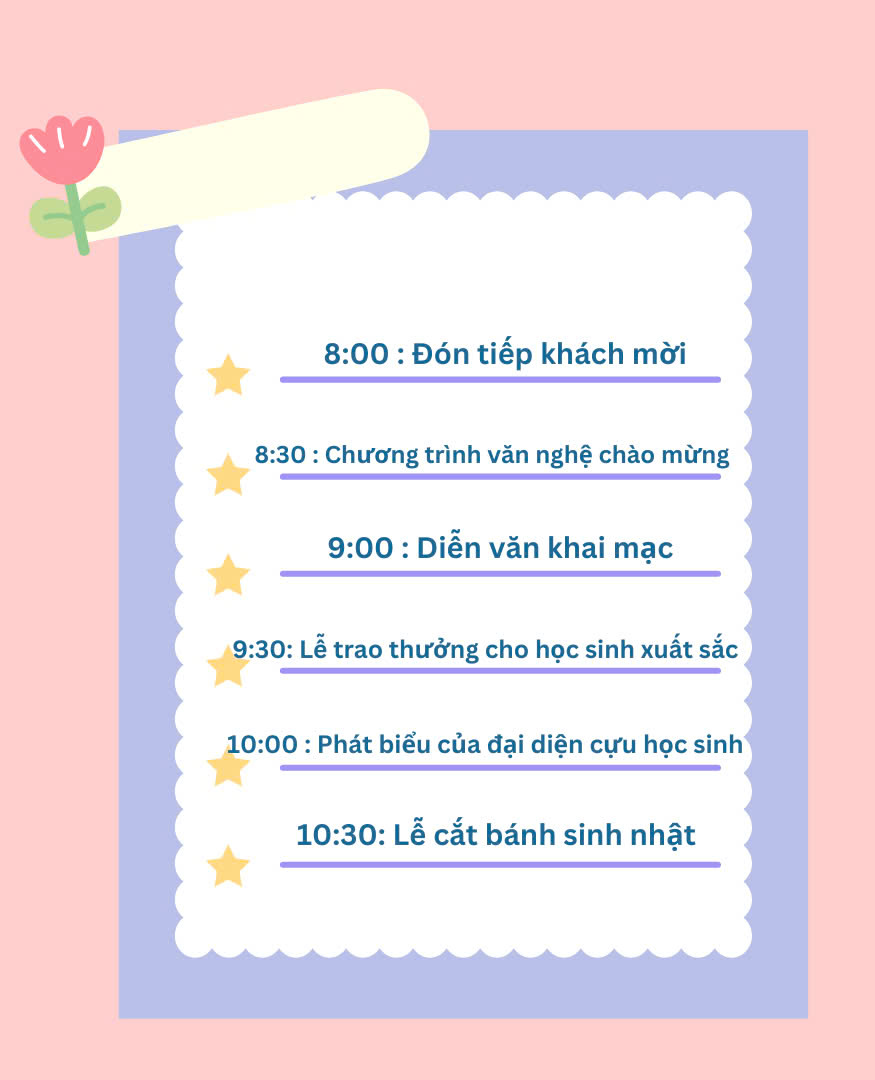 8:00 : Đón tiếp khách mời
8:30 : Chương trình văn nghệ chào mừng
9:00 : Diễn văn khai mạc
9:30: Lễ trao thưởng cho học sinh xuất sắc
10:00 : Phát biểu của đại diện cựu học sinh
10:30: Lễ cắt bánh sinh nhật